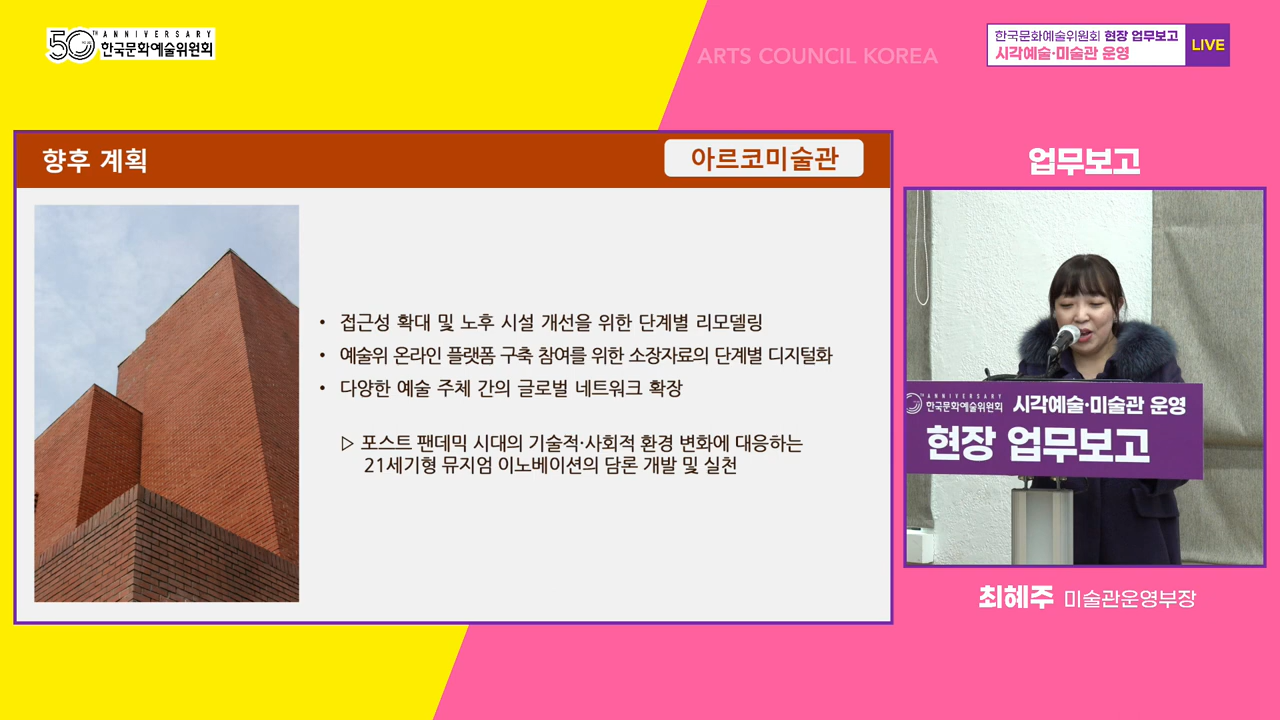 50TH ANNIVERSARY
한국문화예술위원회
ARTS COUNCIL KOREA
한국문화예술위원회 현장 업무보고
시각예술·미술관 운영
LIVE
향후 계획
아르코미술관
• 접근성 확대 및 노후 시설 개선을 위한 단계별 리모델링
• 예술위 온라인 플랫폼 구축 참여를 위한 소장자료의 단계별 디지털화
• 다양한 예술 주체 간의 글로벌 네트워크 확장
▷ 포스트 팬데믹 시대의 기술적·사회적 환경 변화에 대응하는
21세기형 뮤지엄 이노베이션의 담론 개발 및 실천
업무보고
50TH ANNIVERSARY
한국문화예술위원회
시각예술·미술관 운영
현장 업무보고
최혜주 미술관운영부장